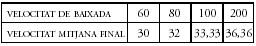 VELOCITAT DE BAIXADA 60 80 100 200
VELOCITAT MITJANA FINAL 30 32 33,33 36,36